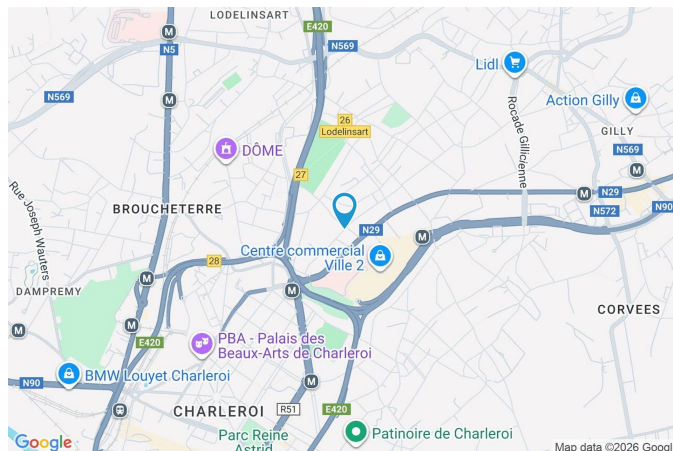 LODELINSART
E420
N5
N569
Lidl
N569
26
Lodelinsart
Action Gilly
Rocade Gillicienne
GILLY
N569
DÔME
27
Rue Joseph Wauters
BROUCHETERRE
N29
N29
N572
N90
Centre commercial
Ville 2
28
DAMPREMY
CORVEES
E420
PBA - Palais des
Beaux-Arts de Charleroi
BMW Louyet Charleroi
N90
CHARLEROI
R51
E420
Parc Reine
Astrid
Patinoire de Charleroi
Google
Map data ©2026 Googl
M
M
M
M
M
M
M
M
M
M
M